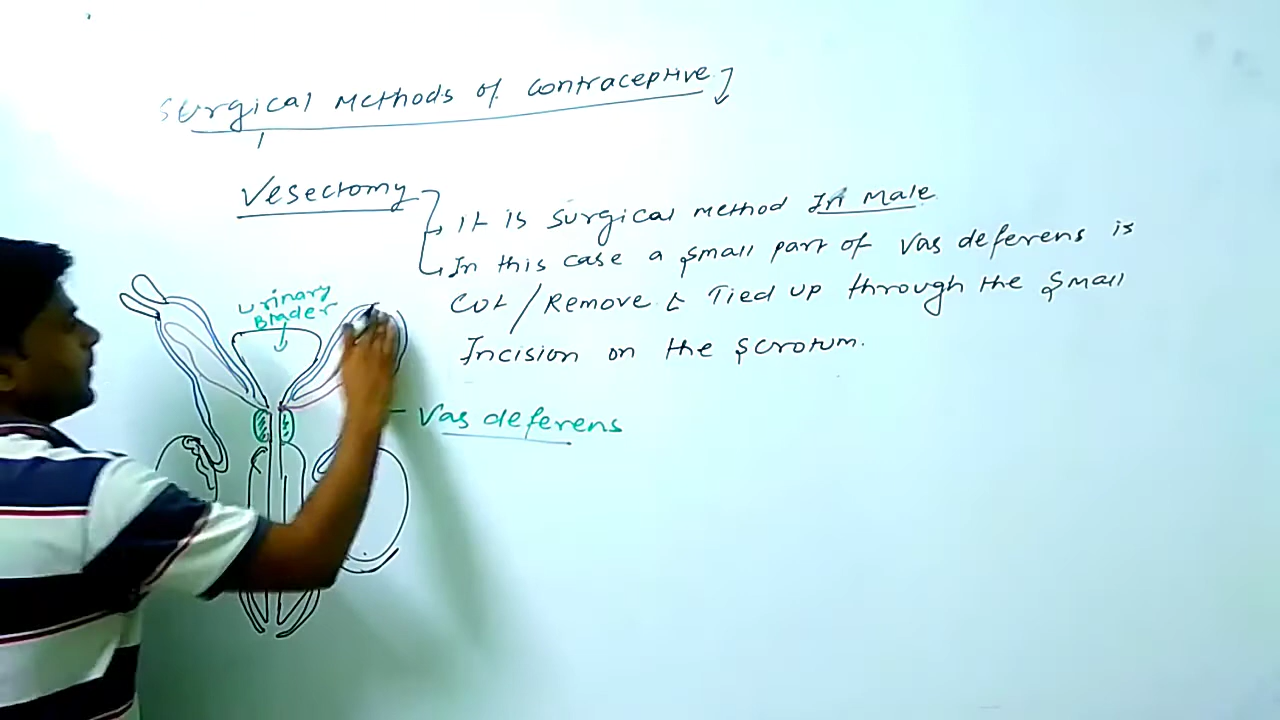 Surgical Methods of Contraceptive
Vesectomy
It is surgical method In Male
In this case a small part of Vas deferens is
Cut / Remove & Tied up through the small
Incision on the scrotum.
Urinary
Blader
Vas deferens